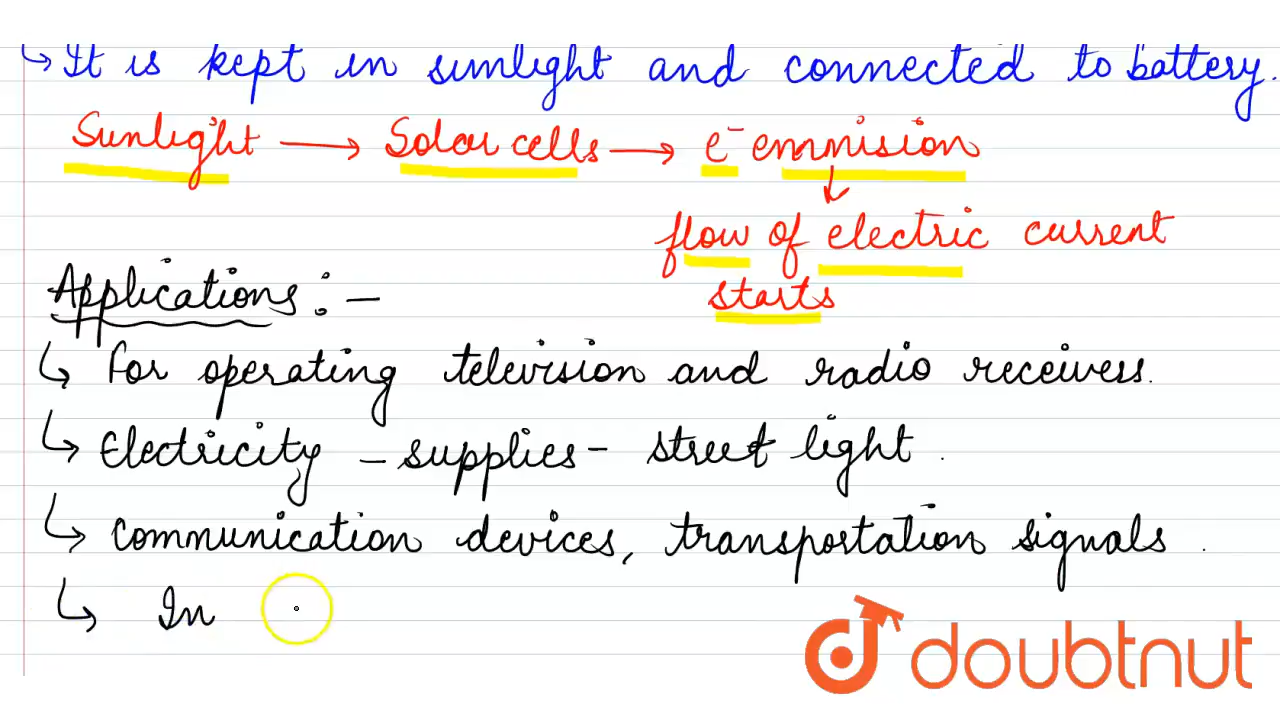 ↳ It is kept in sunlight and connected to battery.
Sunlight → Solar cells → e⁻ emmision
↓
flow of electric current
starts
Applications :-
↳ For operating television and radio receivess.
↳ Electricity - supplies - street light.
↳ Communication devices, transportation signals.
↳ In
doubtnut